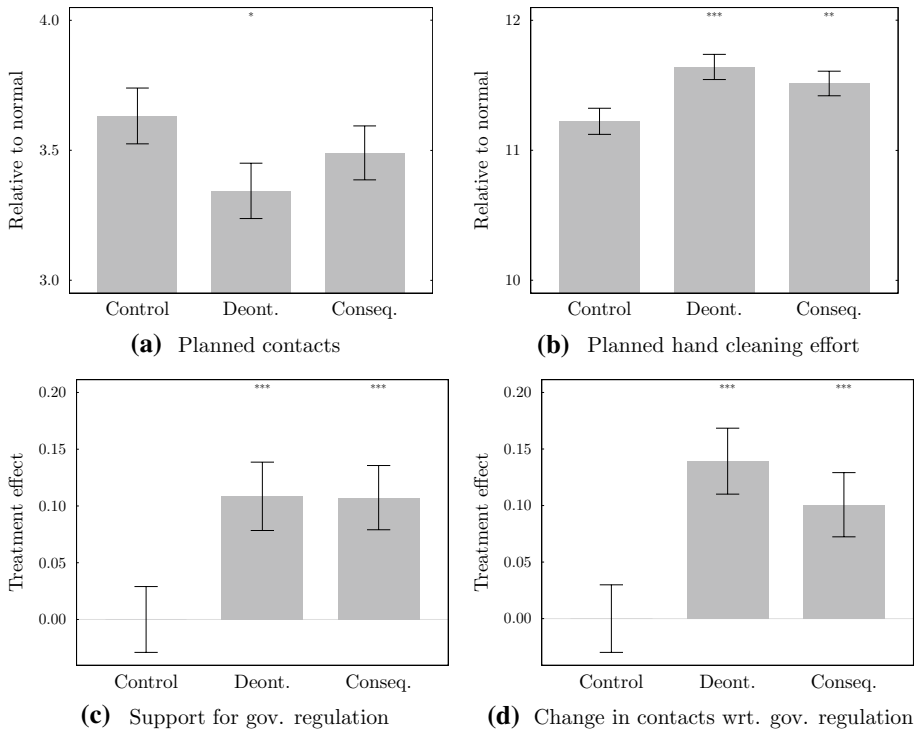 Relative to normal
4.0
3.5
3.0
*
Control Deont. Conseq.
(a) Planned contacts
Relative to normal
12
11
10
*** **
Control Deont. Conseq.
(b) Planned hand cleaning effort
Treatment effect
0.20
0.15
0.10
0.05
0.00
*** ***
Control Deont. Conseq.
(c) Support for gov. regulation
Treatment effect
0.20
0.15
0.10
0.05
0.00
*** ***
Control Deont. Conseq.
(d) Change in contacts wrt. gov. regulation